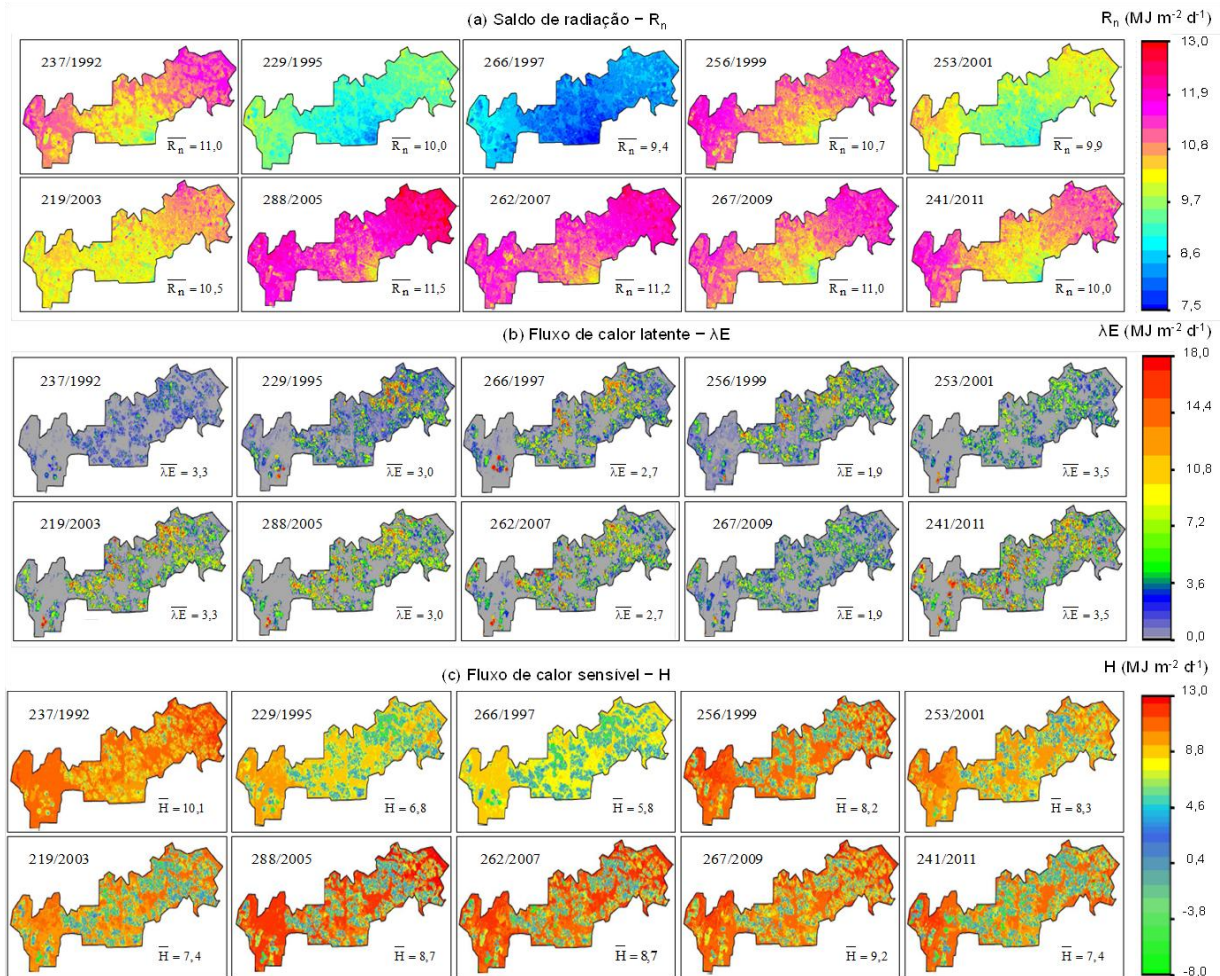 (a) Saldo de radiação – Rn
Rn (MJ m-2 d-1)
237/1992 229/1995 266/1997 256/1999 253/2001
Rn = 11,0 Rn = 10,0 Rn = 9,4 Rn = 10,7 Rn = 9,9
219/2003 288/2005 262/2007 267/2009 241/2011
Rn = 10,5 Rn = 11,5 Rn = 11,2 Rn = 11,0 Rn = 10,0
13,0
11,9
10,8
9,7
8,6
7,5
(b) Fluxo de calor latente – λE
λE (MJ m-2 d-1)
237/1992 229/1995 266/1997 256/1999 253/2001
λE = 3,3 λE = 3,0 λE = 2,7 λE = 1,9 λE = 3,5
219/2003 288/2005 262/2007 267/2009 241/2011
λE = 3,3 λE = 3,0 λE = 2,7 λE = 1,9 λE = 3,5
18,0
14,4
10,8
7,2
3,6
0,0
(c) Fluxo de calor sensível – H
H (MJ m-2 d-1)
237/1992 229/1995 266/1997 256/1999 253/2001
H = 10,1 H = 6,8 H = 5,8 H = 8,2 H = 8,3
219/2003 288/2005 262/2007 267/2009 241/2011
H = 7,4 H = 8,7 H = 8,7 H = 9,2 H = 7,4
13,0
8,8
4,6
0,4
-3,8
-8,0